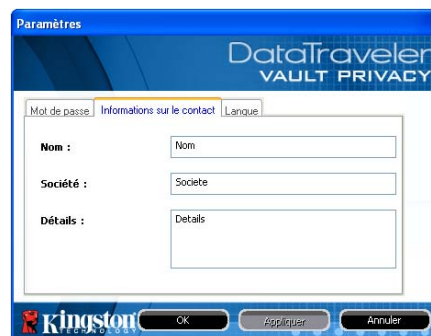 Paramètres
DataTraveler
VAULT PRIVACY
Mot de passe Informations sur le contact Langue
Nom : Nom
Société : Societe
Détails : Details
Kingston
TECHNOLOGY
OK Appliquer Annuler